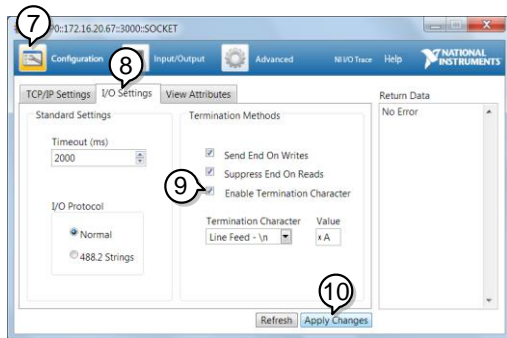 7
P0::172.16.20.67::3000::SOCKET
Configuration
8
Input/Output
Advanced
NI I/O Trace
Help
NATIONAL
INSTRUMENTS
TCP/IP Settings
I/O Settings
View Attributes
Return Data
Standard Settings
Termination Methods
No Error
Timeout (ms)
2000
Send End On Writes
Suppress End On Reads
9
Enable Termination Character
I/O Protocol
Termination Character
Value
Normal
Line Feed - \n
x A
488.2 Strings
10
Refresh
Apply Changes